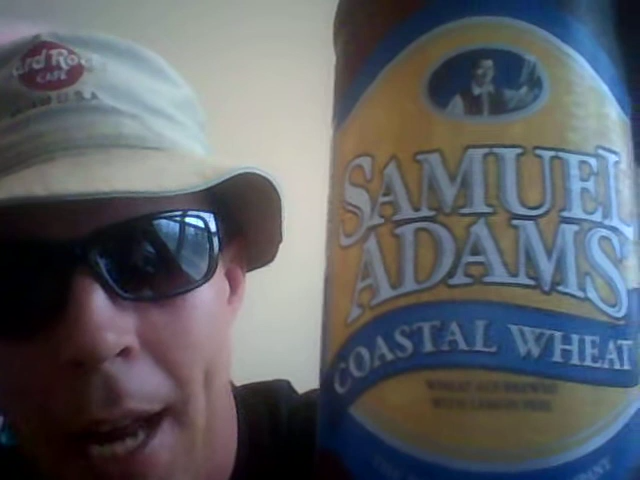 Hard Rock
CAFE
SAMUEL
ADAMS
COASTAL WHEAT
WHEAT ALE BREWED
WITH LEMON PEEL